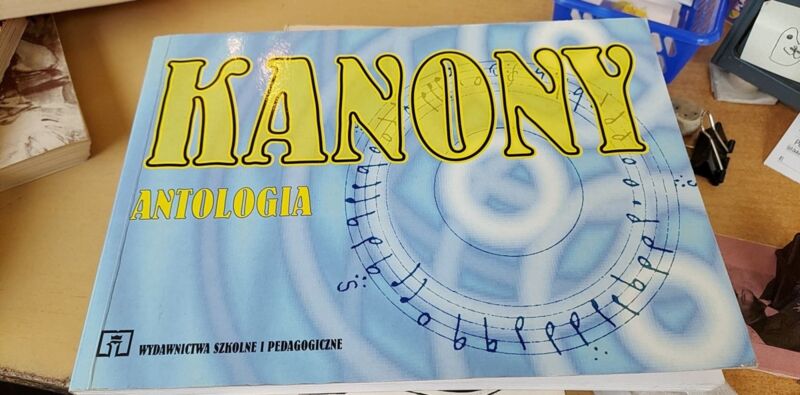 KANONY
ANTOLOGIA
WYDAWNICTWA SZKOLNE I PEDAGOGICZNE